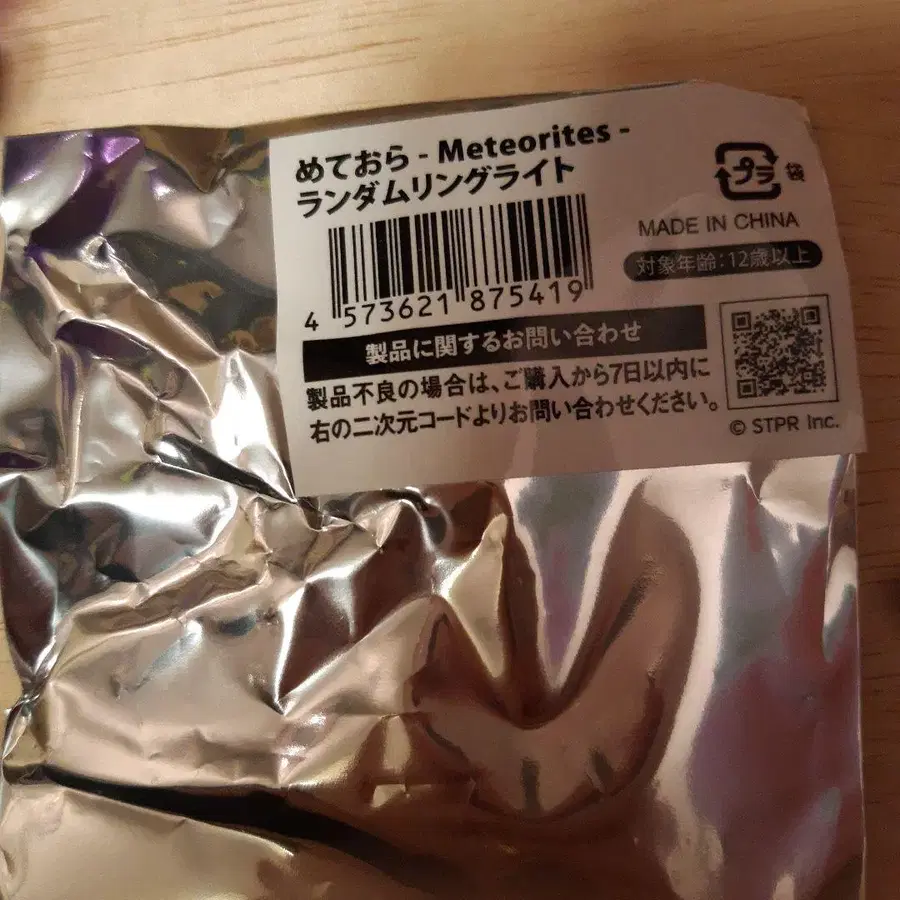 めておら - Meteorites -
ランダムリングライト
4 573621 875419
プラ 袋
MADE IN CHINA
対象年齢：12歳以上
製品に関するお問い合わせ
製品不良の場合は、ご購入から7日以内に
右の二次元コードよりお問い合わせください。
© STPR Inc.